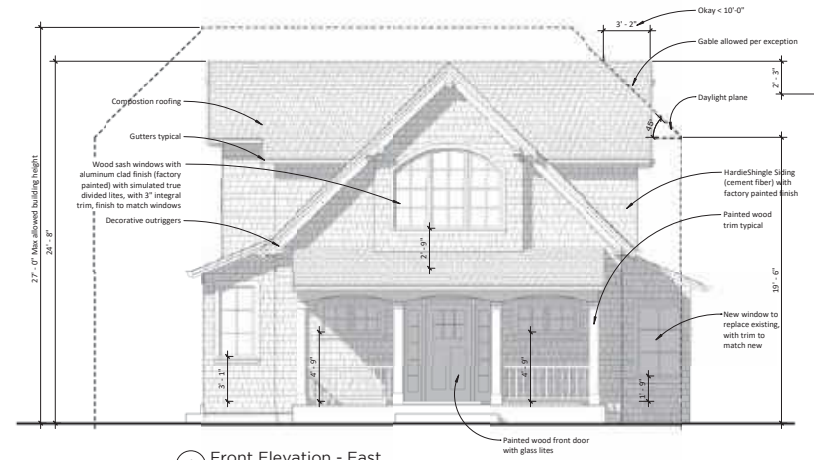 Okay < 10'-0"
3' - 2"
Gable allowed per exception
2' - 3"
Daylight plane
45°
Compostion roofing
Gutters typical
Wood sash windows with
aluminum clad finish (factory
painted) with simulated true
divided lites, with 3" integral
trim, finish to match windows
Decorative outriggers
27' - 0" Max allowed building height
24' - 8"
HardieShingle Siding
(cement fiber) with
factory painted finish
Painted wood
trim typical
2' - 9"
19' - 6"
New window to
replace existing,
with trim to
match new
3' - 1"
4' - 9"
4' - 9"
1' - 9"
Painted wood front door
with glass lites
Front Elevation - East